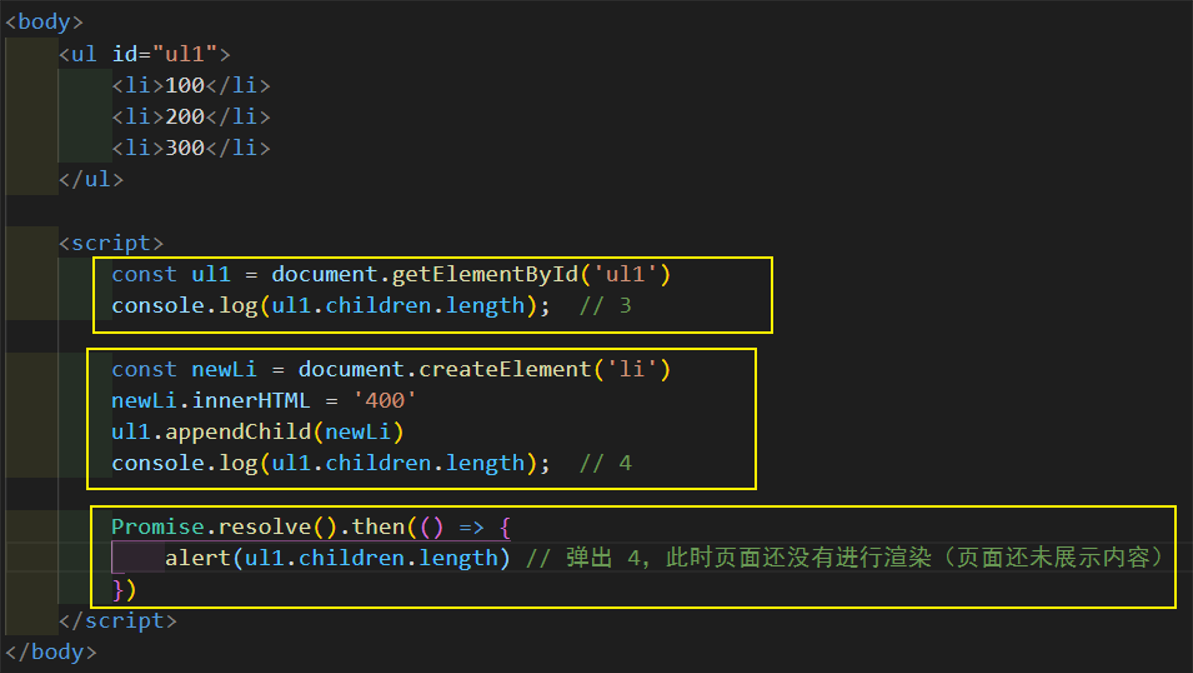 <body>
<ul id="ul1">
<li>100</li>
<li>200</li>
<li>300</li>
</ul>
<script>
const ul1 = document.getElementById('ul1')
console.log(ul1.children.length);  // 3
const newLi = document.createElement('li')
newLi.innerHTML = '400'
ul1.appendChild(newLi)
console.log(ul1.children.length);  // 4
Promise.resolve().then(() => {
alert(ul1.children.length) // 弹出 4，此时页面还没有进行渲染（页面还未展示内容）
})
</script>
</body>